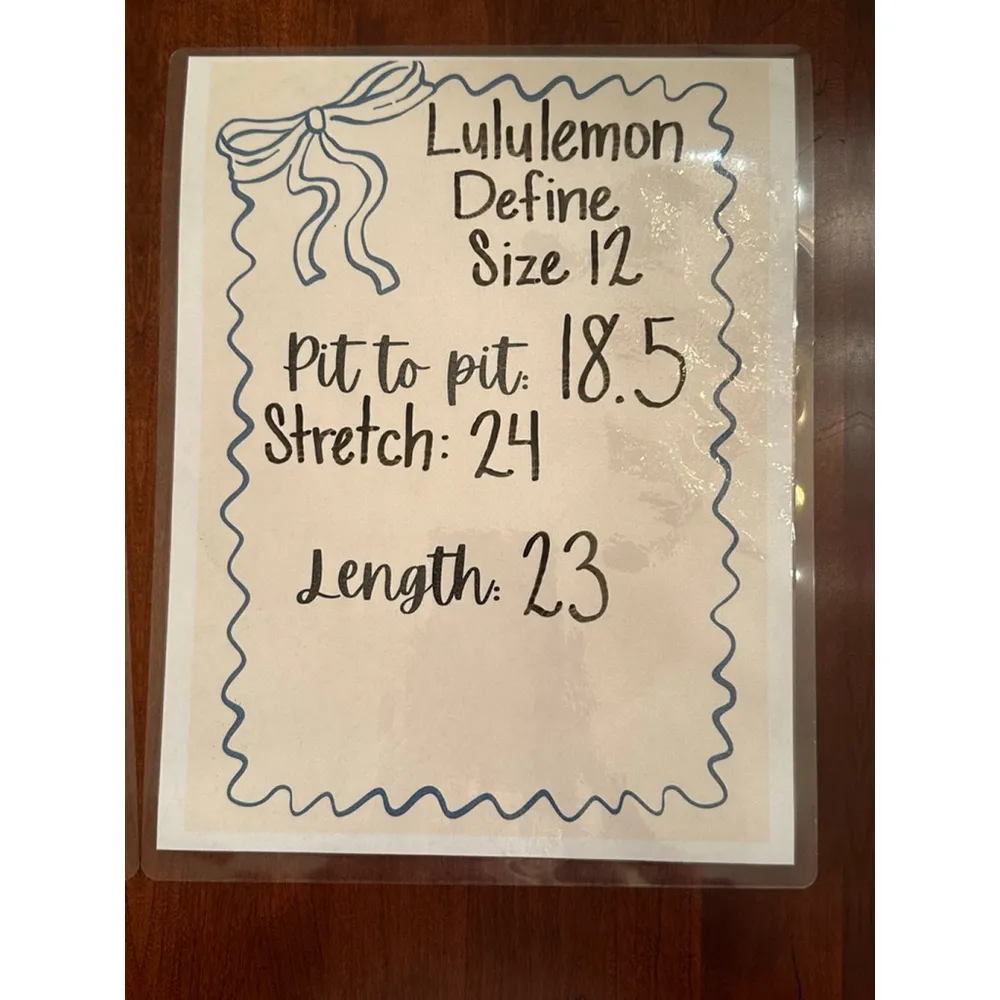 Lululemon
Define
Size 12
Pit to pit: 18.5
Stretch: 24
Length: 23